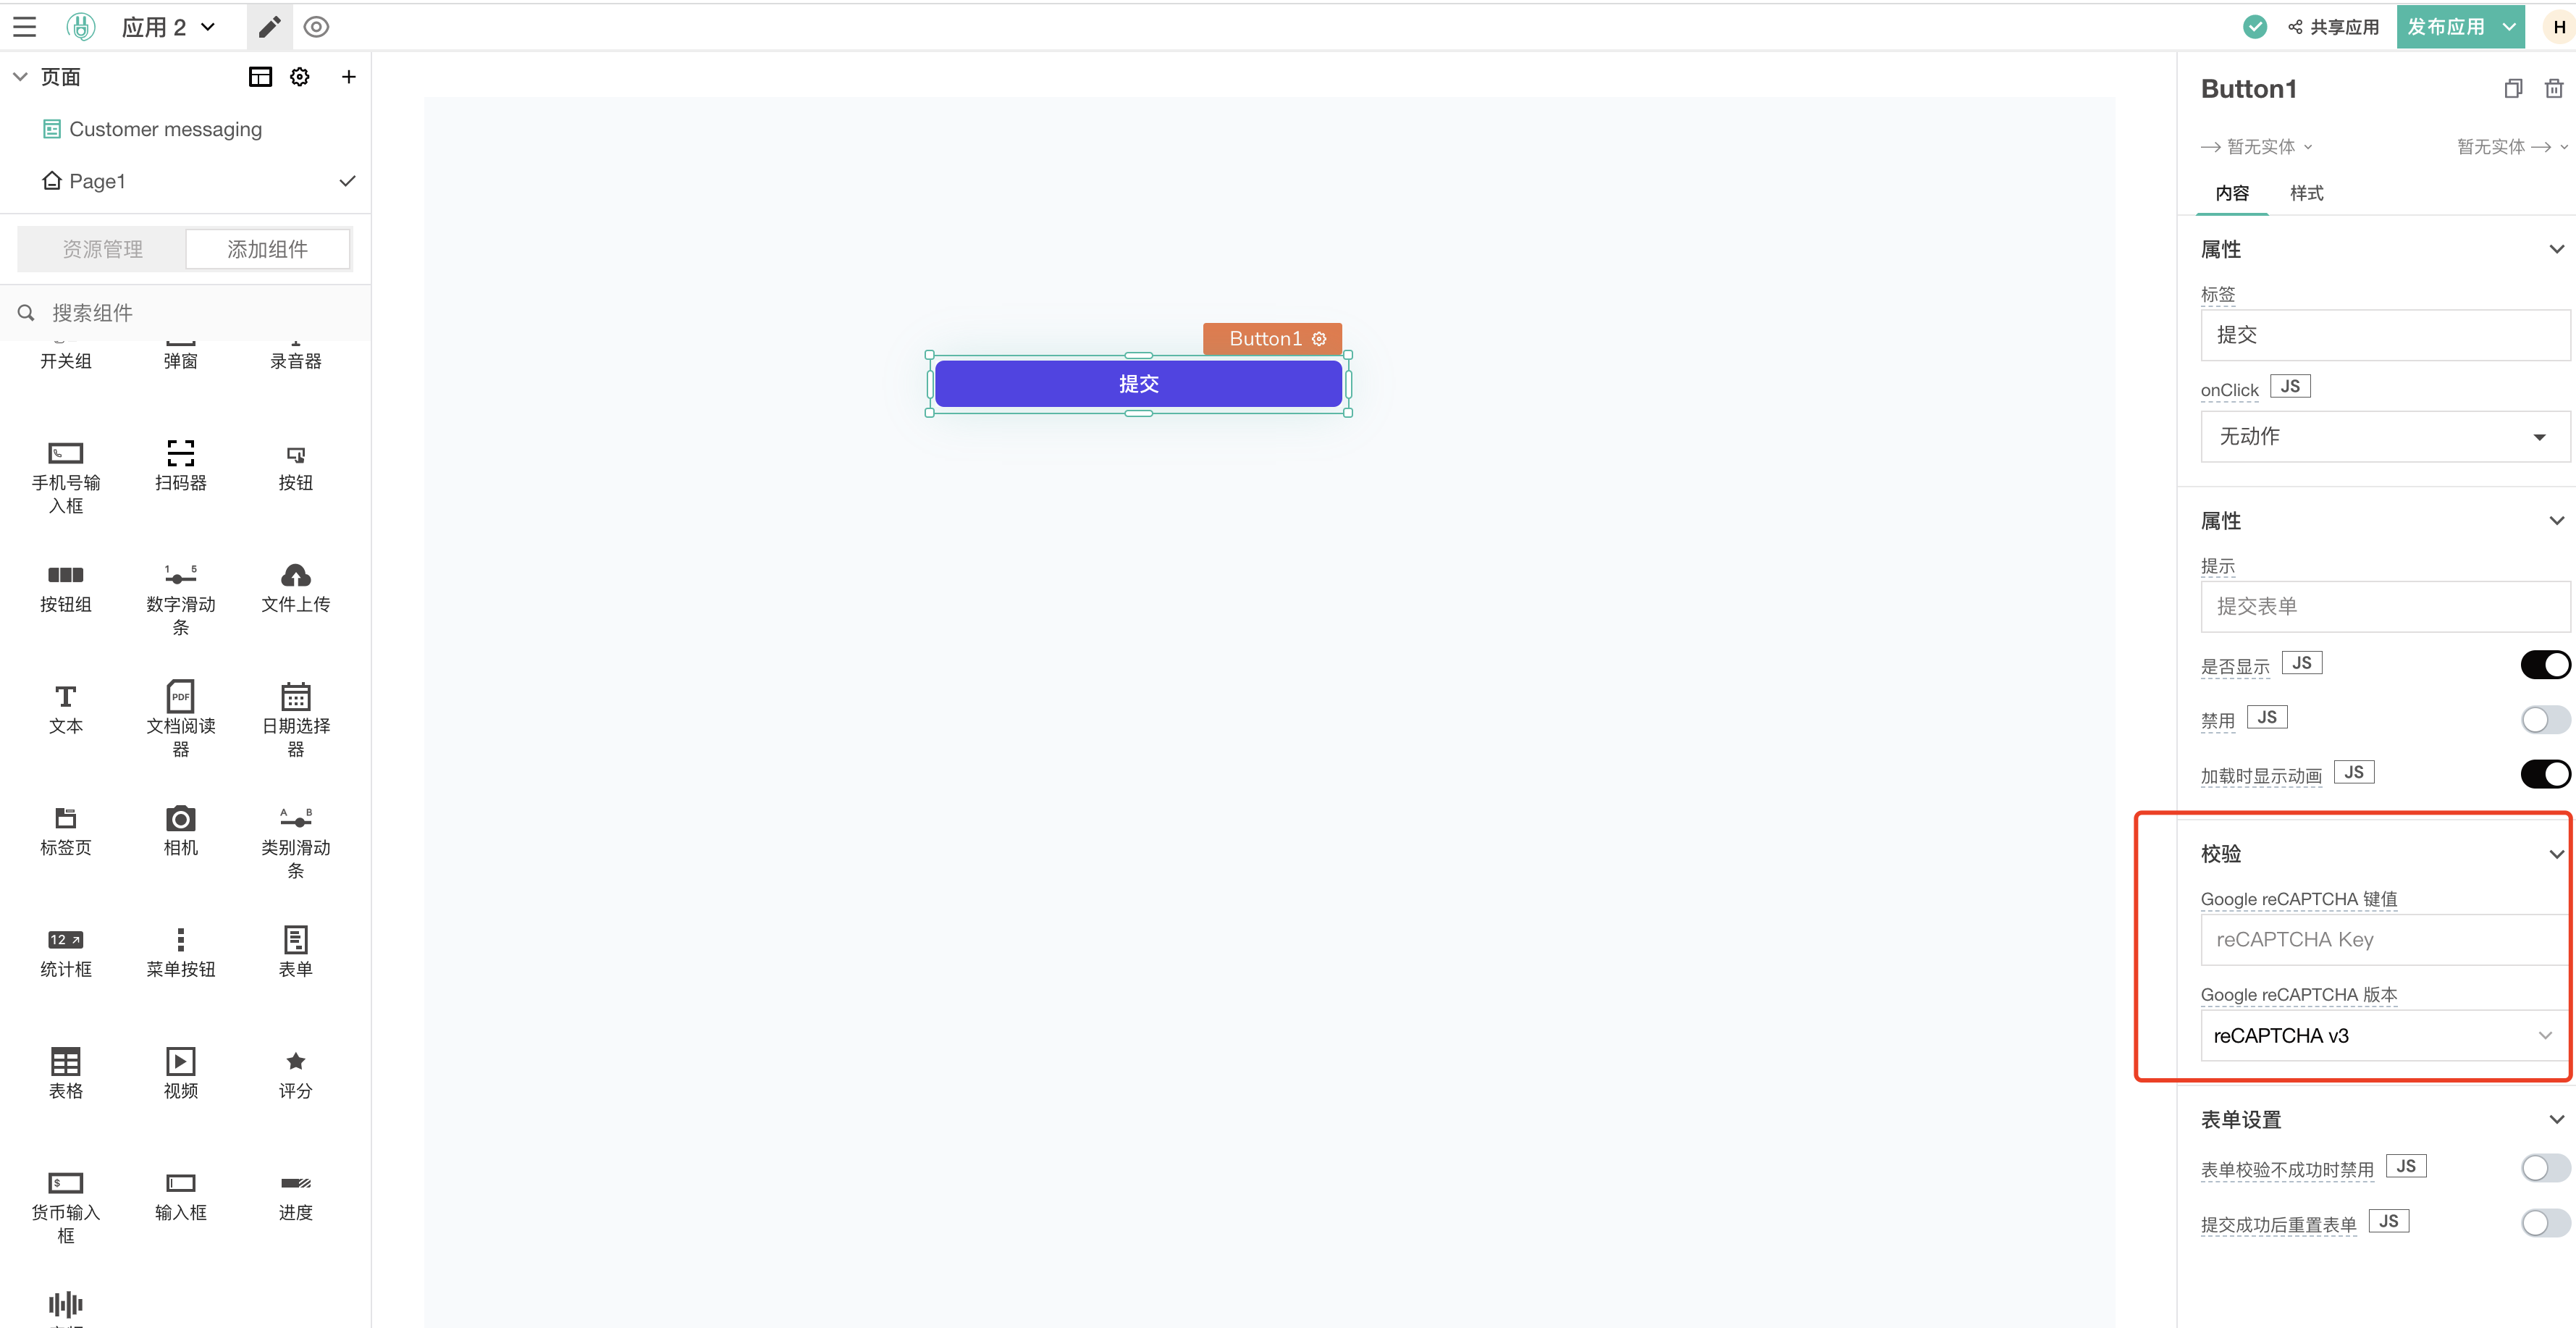 应用 2
共享应用
发布应用
H
页面
Customer messaging
Page1
资源管理
添加组件
搜索组件
开关组
弹窗
录音器
手机号输
入框
扫码器
按钮
按钮组
1 5
数字滑动
条
文件上传
文本
PDF
文档阅读
器
日期选择
器
标签页
相机
A B
类别滑动
条
12
统计框
菜单按钮
表单
表格
视频
评分
$
货币输入
框
输入框
进度
Button1
提交
Button1
暂无实体
暂无实体
内容
样式
属性
标签
提交
onClick JS
无动作
属性
提示
提交表单
是否显示 JS
禁用 JS
加载时显示动画 JS
校验
Google reCAPTCHA 键值
reCAPTCHA Key
Google reCAPTCHA 版本
reCAPTCHA v3
表单设置
表单校验不成功时禁用 JS
提交成功后重置表单 JS